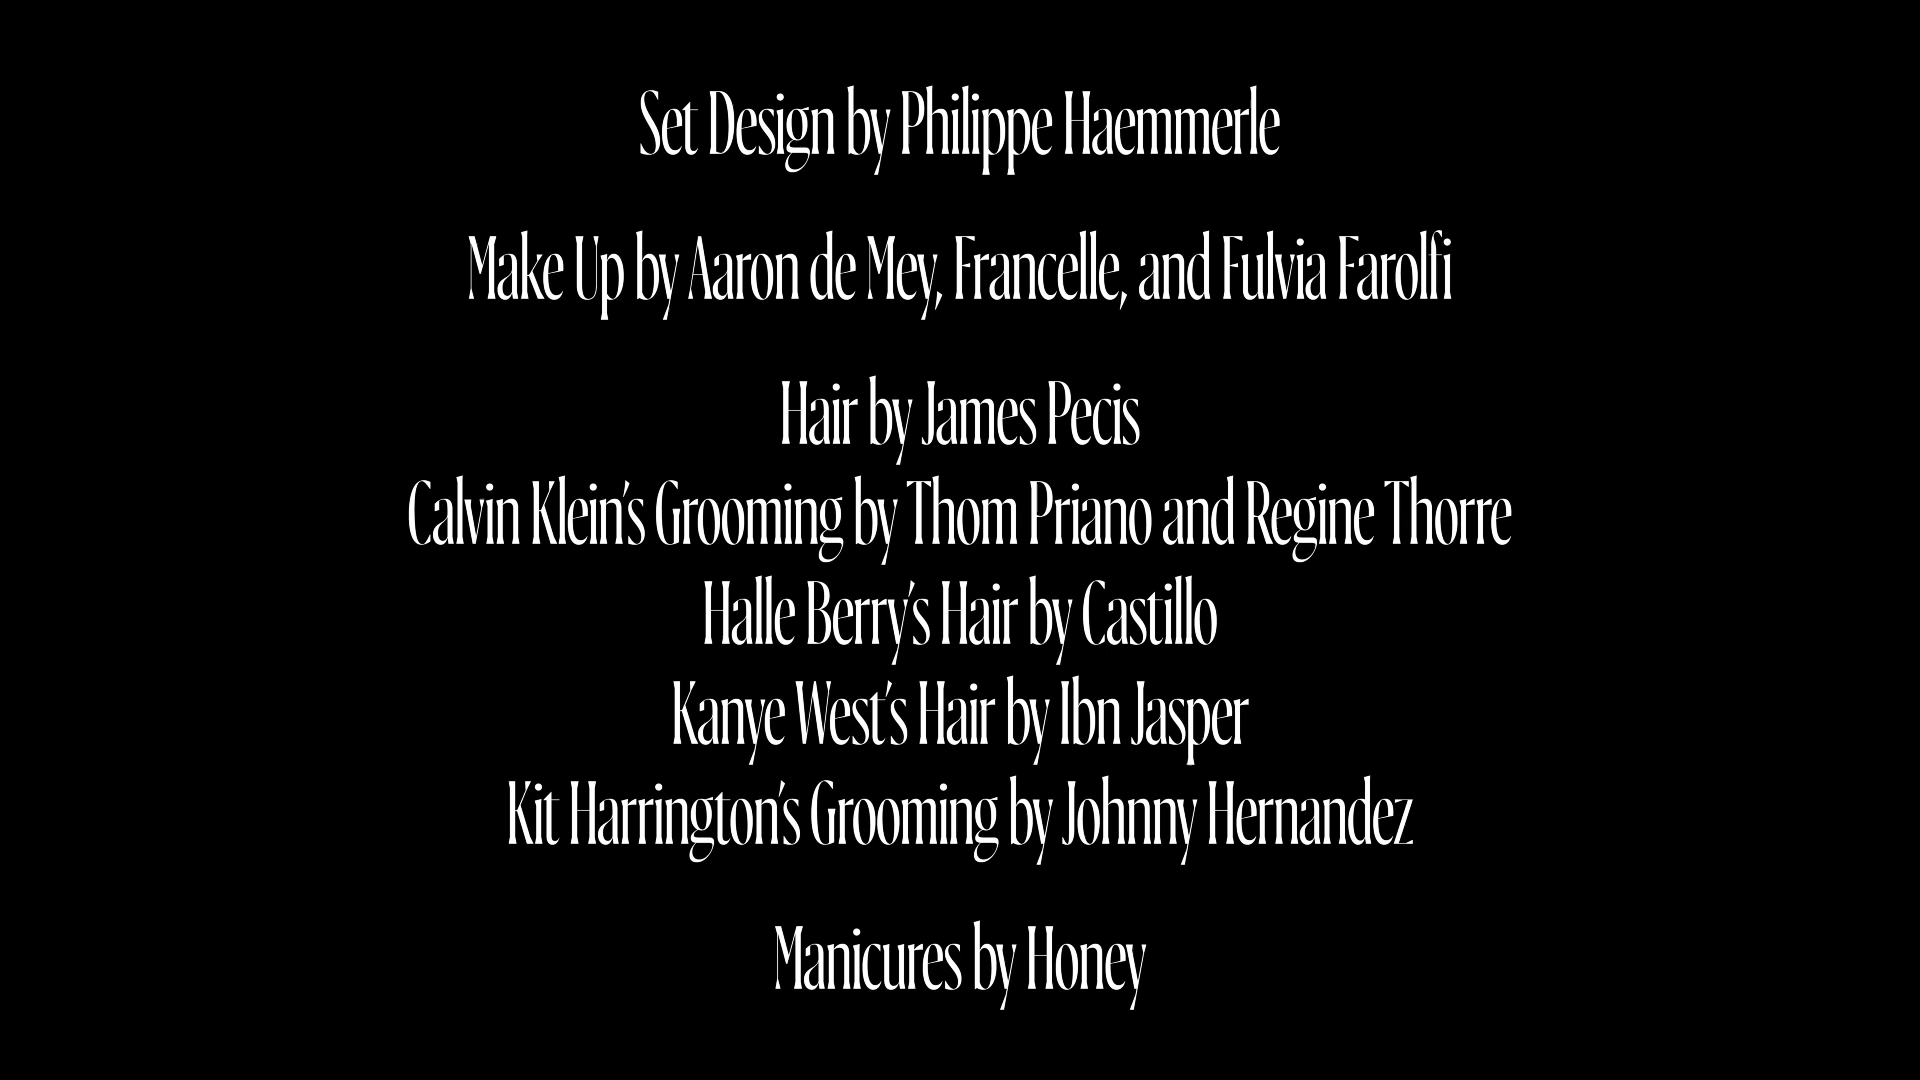 Set Design by Philippe Haemmerle
Make Up by Aaron de Mey, Francelle, and Fulvia Farolfi
Hair by James Pecis
Calvin Klein's Grooming by Thom Priano and Regine Thorre
Halle Berry's Hair by Castillo
Kanye West's Hair by Ibn Jasper
Kit Harrington's Grooming by Johnny Hernandez
Manicures by Honey